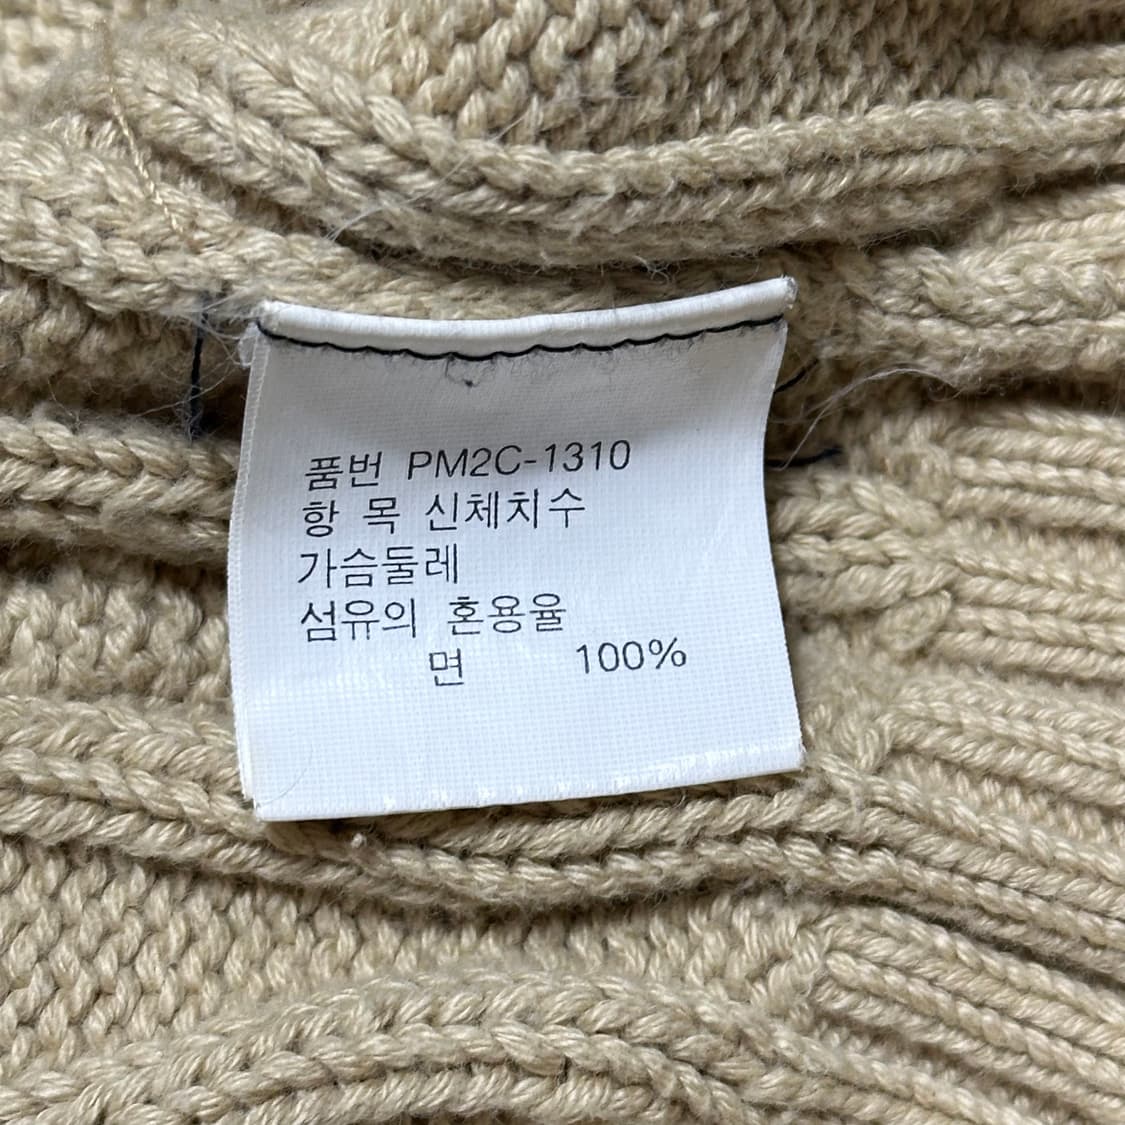 품번 PM2C-1310
항 목 신체치수
가슴둘레
섬유의 혼용율
면 100%